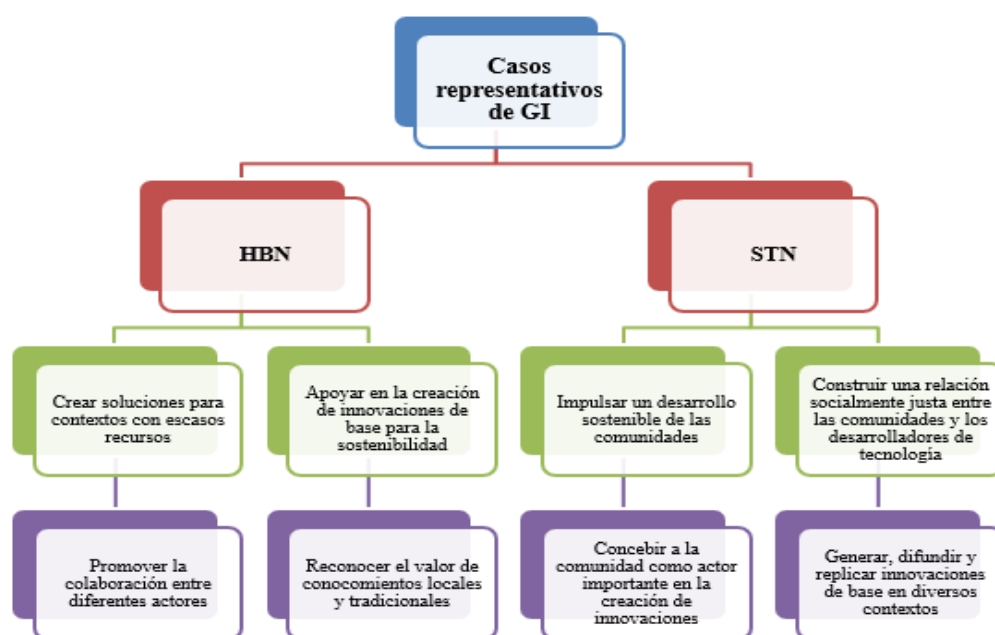 Casos
representativos
de GI
HBN
STN
Crear soluciones para
contextos con escasos
recursos
Apoyar en la creación
de innovaciones de
base para la
sostenibilidad
Impulsar un desarrollo
sostenible de las
comunidades
Construir una relación
socialmente justa entre
las comunidades y los
desarrolladores de
tecnología
Promover la
colaboración entre
diferentes actores
Reconocer el valor de
conocimientos locales
y tradicionales
Concebir a la
comunidad como actor
importante en la
creación de
innovaciones
Generar, difundir y
replicar innovaciones
de base en diversos
contextos